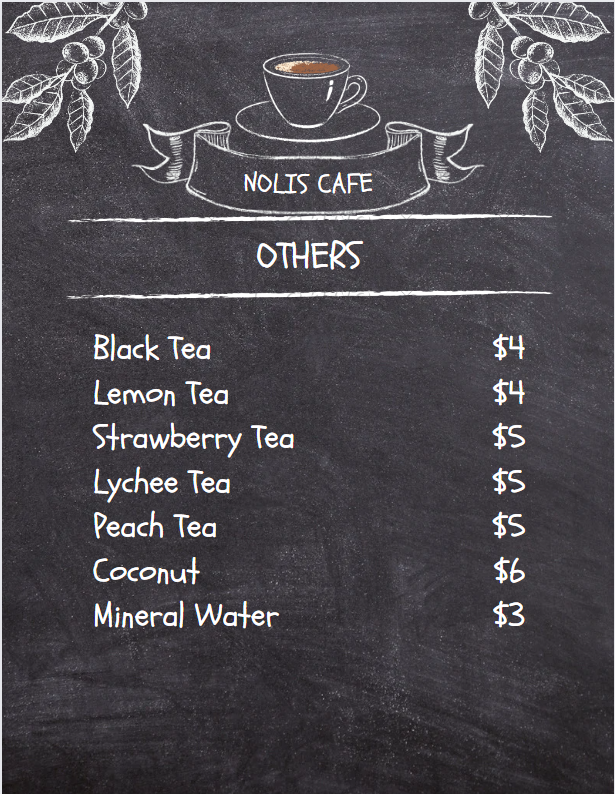 NOLIS CAFE
OTHERS
Black Tea $4
Lemon Tea $4
Strawberry Tea $5
Lychee Tea $5
Peach Tea $5
Coconut $6
Mineral Water $3